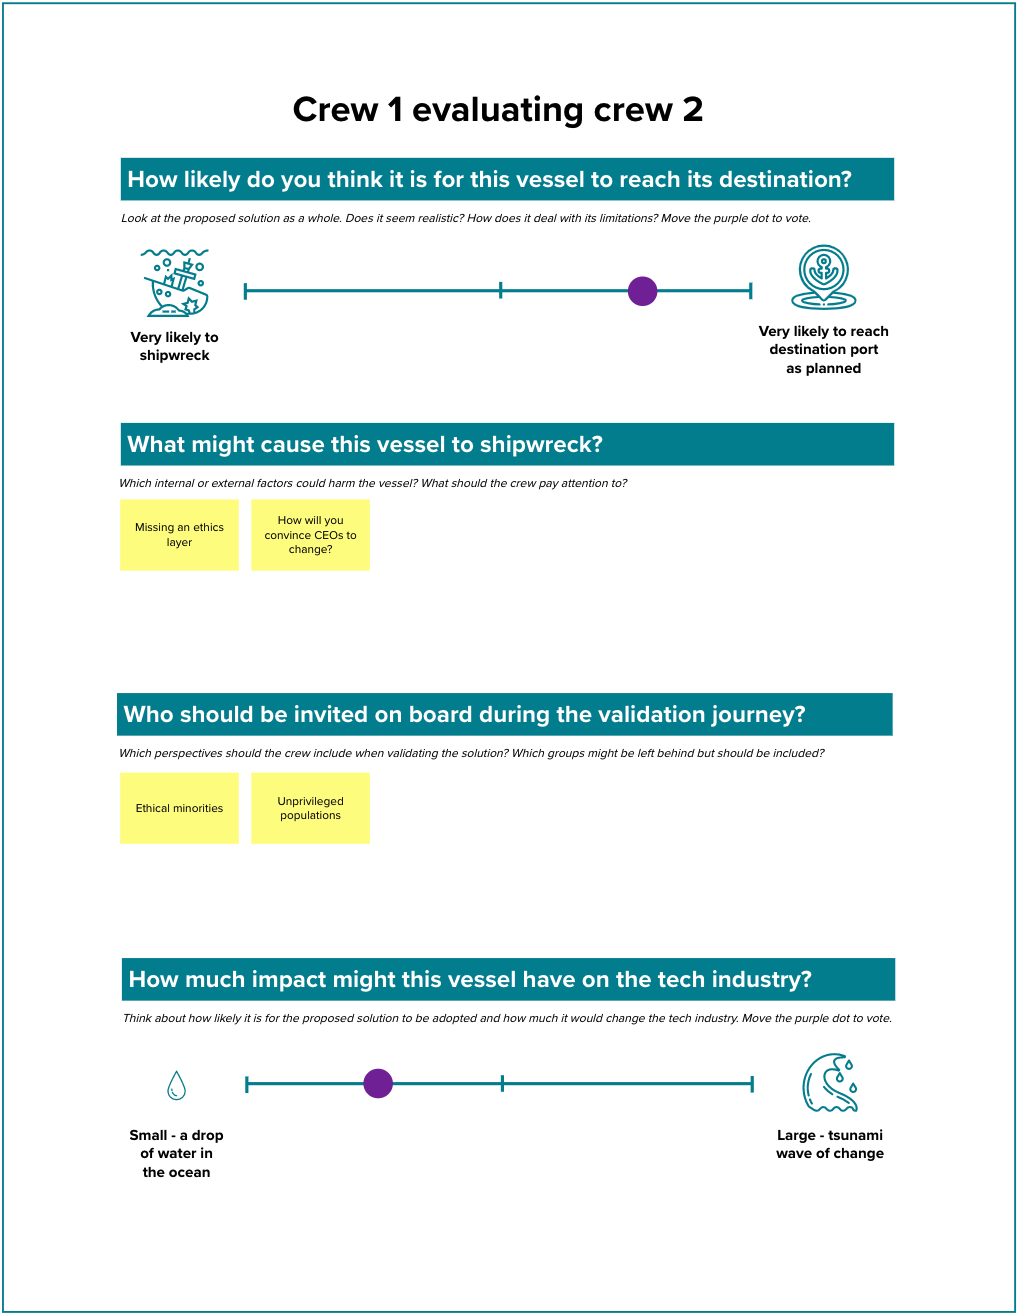 Crew 1 evaluating crew 2
How likely do you think it is for this vessel to reach its destination?
Look at the proposed solution as a whole. Does it seem realistic? How does it deal with its limitations? Move the purple dot to vote.
Very likely to
shipwreck
Very likely to reach
destination port
as planned
What might cause this vessel to shipwreck?
Which internal or external factors could harm the vessel? What should the crew pay attention to?
Missing an ethics
layer
How will you
convince CEOs to
change?
Who should be invited on board during the validation journey?
Which perspectives should the crew include when validating the solution? Which groups might be left behind but should be included?
Ethical minorities
Unprivileged
populations
How much impact might this vessel have on the tech industry?
Think about how likely it is for the proposed solution to be adopted and how much it would change the tech industry. Move the purple dot to vote.
Small - a drop
of water in
the ocean
Large - tsunami
wave of change